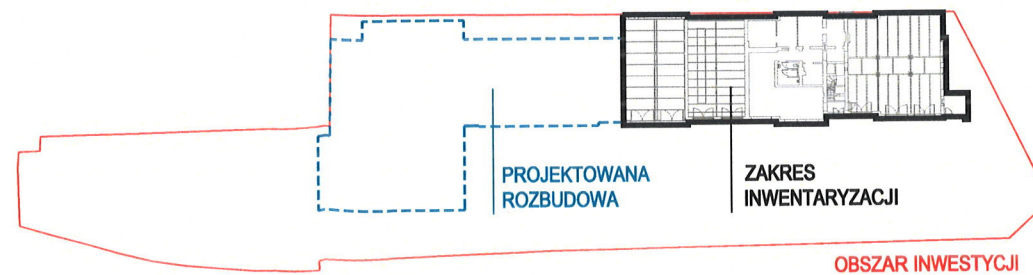 PROJEKTOWANA
ROZBUDOWA
ZAKRES
INWENTARYZACJI
OBSZAR INWESTYCJI